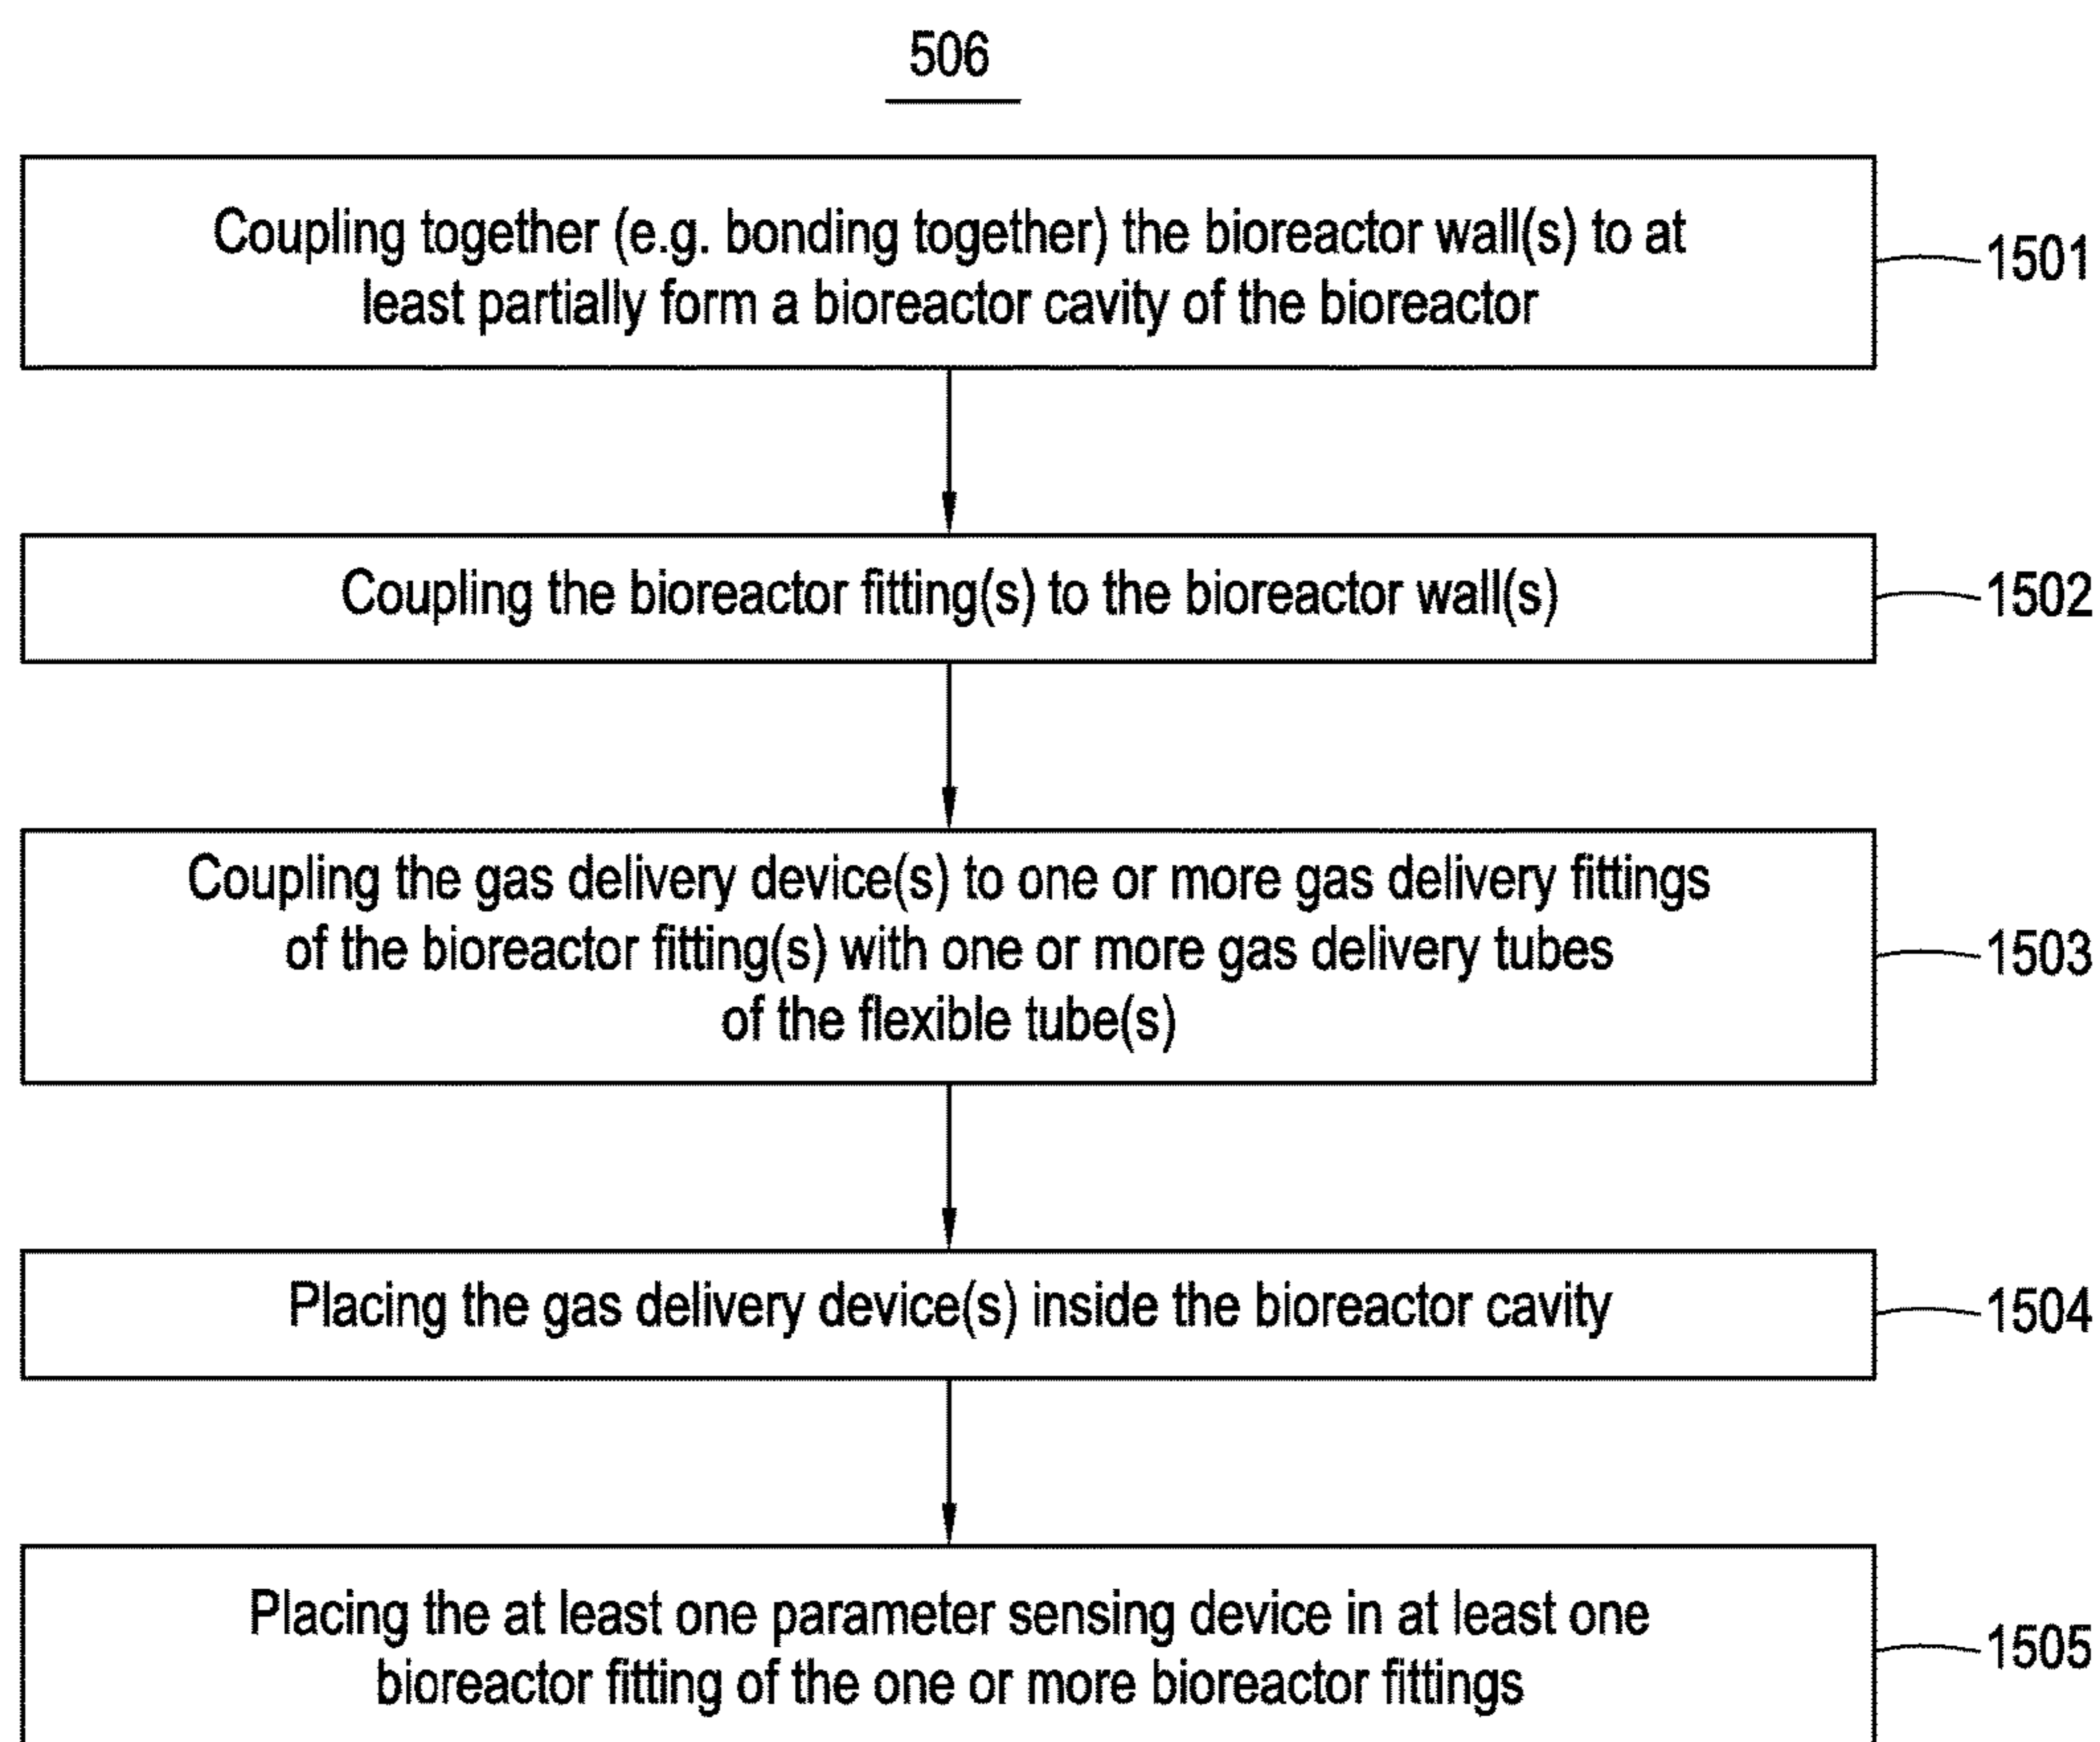 506
Coupling together (e.g. bonding together) the bioreactor wall(s) to at
least partially form a bioreactor cavity of the bioreactor
1501
Coupling the bioreactor fitting(s) to the bioreactor wall(s)
1502
Coupling the gas delivery device(s) to one or more gas delivery fittings
of the bioreactor fitting(s) with one or more gas delivery tubes
of the flexible tube(s)
1503
Placing the gas delivery device(s) inside the bioreactor cavity
1504
Placing the at least one parameter sensing device in at least one
bioreactor fitting of the one or more bioreactor fittings
1505